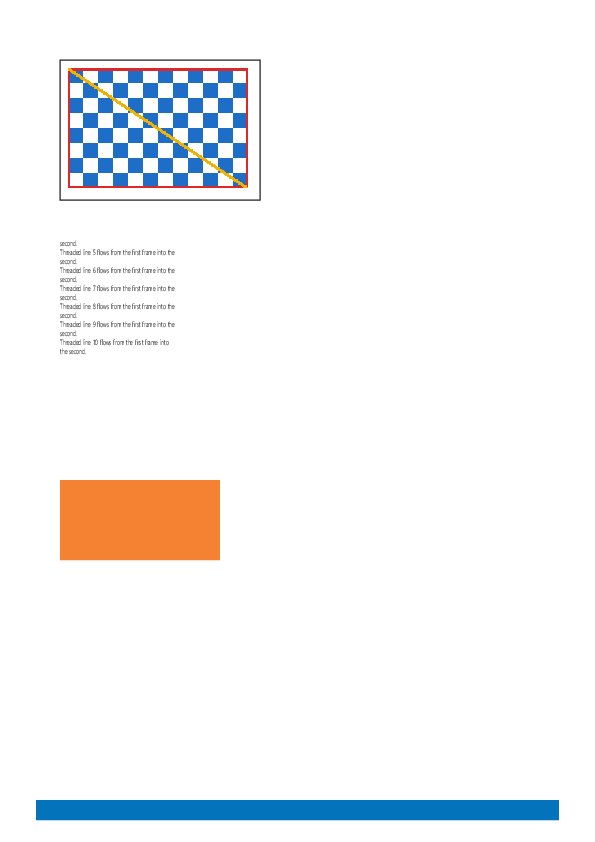 second.
Threaded line 5 flows from the first frame into the
second.
Threaded line 6 flows from the first frame into the
second.
Threaded line 7 flows from the first frame into the
second.
Threaded line 8 flows from the first frame into the
second.
Threaded line 9 flows from the first frame into the
second.
Threaded line 10 flows from the first frame into
the second.